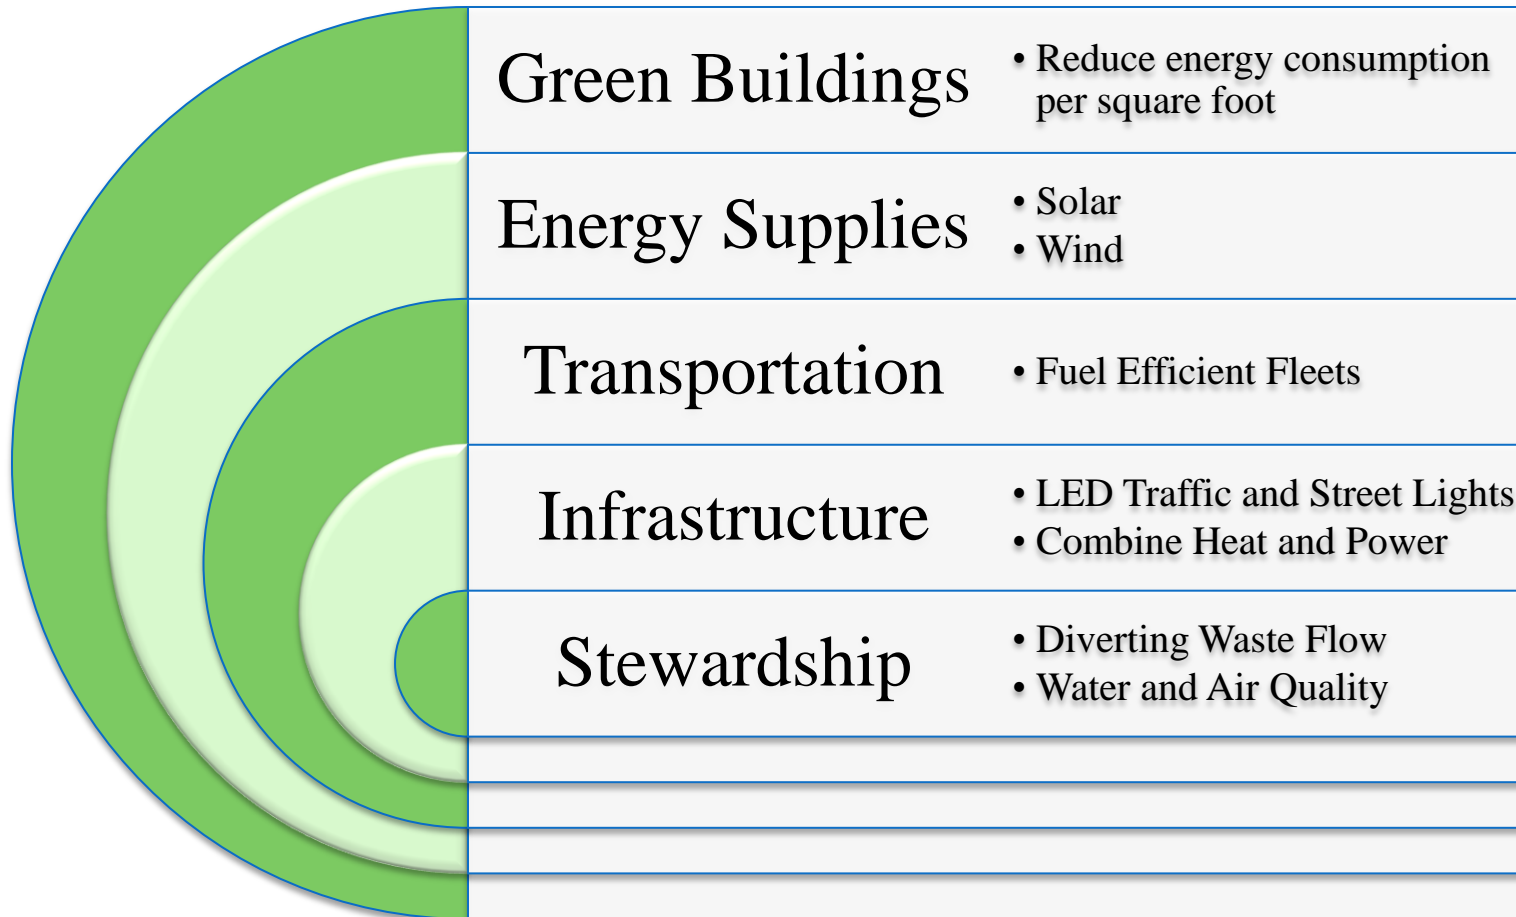 Green Buildings
• Reduce energy consumption
per square foot
Energy Supplies
• Solar
• Wind
Transportation
• Fuel Efficient Fleets
Infrastructure
• LED Traffic and Street Lights
• Combine Heat and Power
Stewardship
• Diverting Waste Flow
• Water and Air Quality